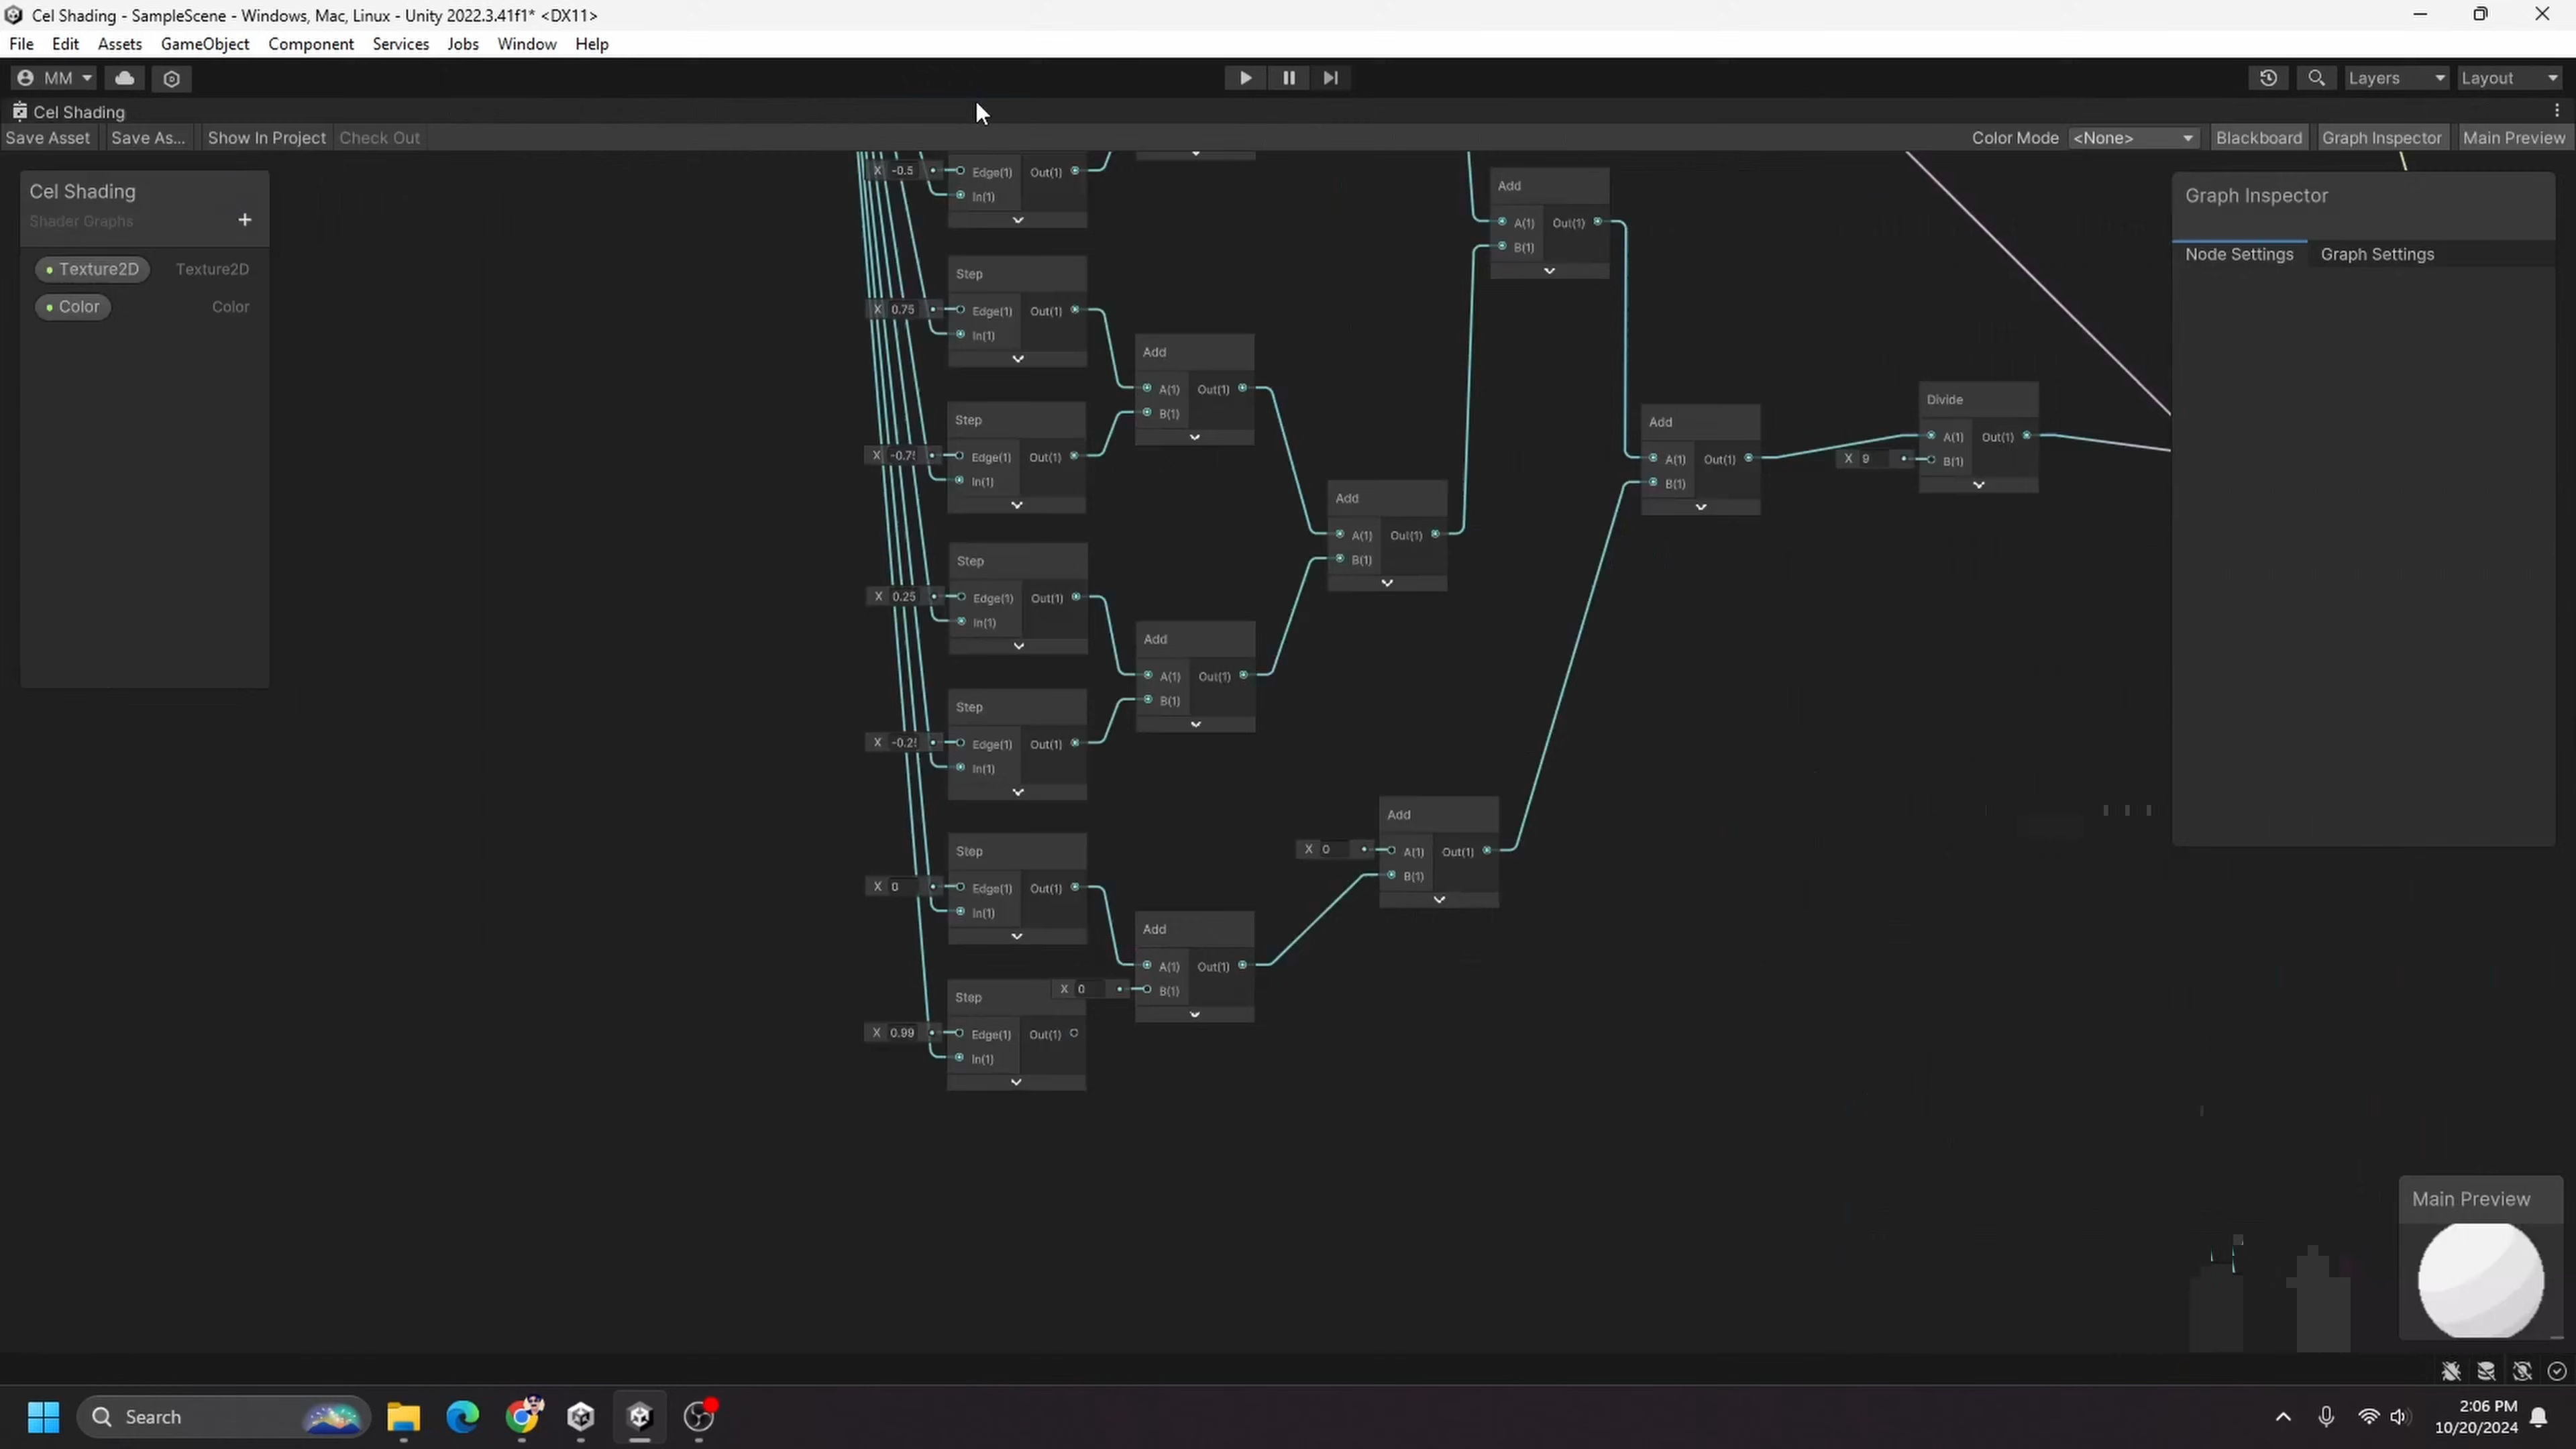 Cel Shading - SampleScene - Windows, Mac, Linux - Unity 2022.3.41f1* <DX11>
File Edit Assets GameObject Component Services Jobs Window Help
MM Layers Layout
Cel Shading
Save Asset Save As... Show In Project Check Out Color Mode <None> Blackboard Graph Inspector Main Preview
Cel Shading
Shader Graphs
+
Texture2D Texture2D
Color Color
X -0.5 Edge(1) Out(1)
In(1)
Step
X 0.75 Edge(1) Out(1)
In(1)
Step
X -0.75 Edge(1) Out(1)
In(1)
Step
X 0.25 Edge(1) Out(1)
In(1)
Step
X -0.25 Edge(1) Out(1)
In(1)
Step
X 0 Edge(1) Out(1)
In(1)
Step
X 0.99 Edge(1) Out(1)
In(1)
Add
A(1) Out(1)
B(1)
Add
A(1) Out(1)
B(1)
Add
A(1) Out(1)
X 0 B(1)
Add
A(1) Out(1)
B(1)
Add
X 0 A(1) Out(1)
B(1)
Add
A(1) Out(1)
B(1)
Add
A(1) Out(1)
B(1)
Divide
A(1) Out(1)
X 9 B(1)
Graph Inspector
Node Settings Graph Settings
Main Preview
Search
2:06 PM
10/20/2024